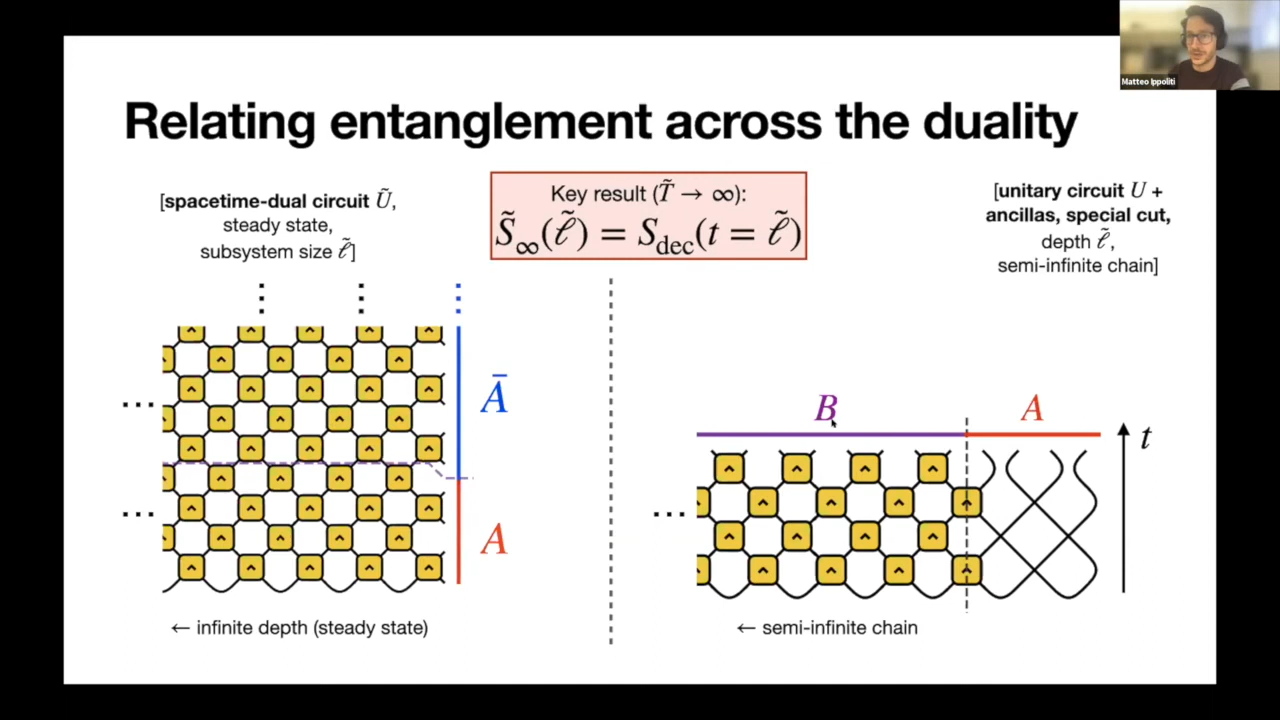 Matteo Ippoliti
Relating entanglement across the duality
[spacetime-dual circuit Ũ,
steady state,
subsystem size ℓ̃]
Key result (T̃ → ∞):
S̃∞(ℓ̃) = Sdec(t = ℓ̃)
[unitary circuit U +
ancillas, special cut,
depth ℓ̃,
semi-infinite chain]
Ā
A
B
A
t
← infinite depth (steady state)
← semi-infinite chain